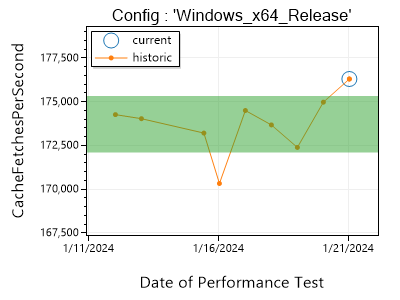 Config : 'Windows_x64_Release'
current
historic
177,500
175,000
172,500
170,000
167,500
CacheFetchesPerSecond
1/11/2024
1/16/2024
1/21/2024
Date of Performance Test